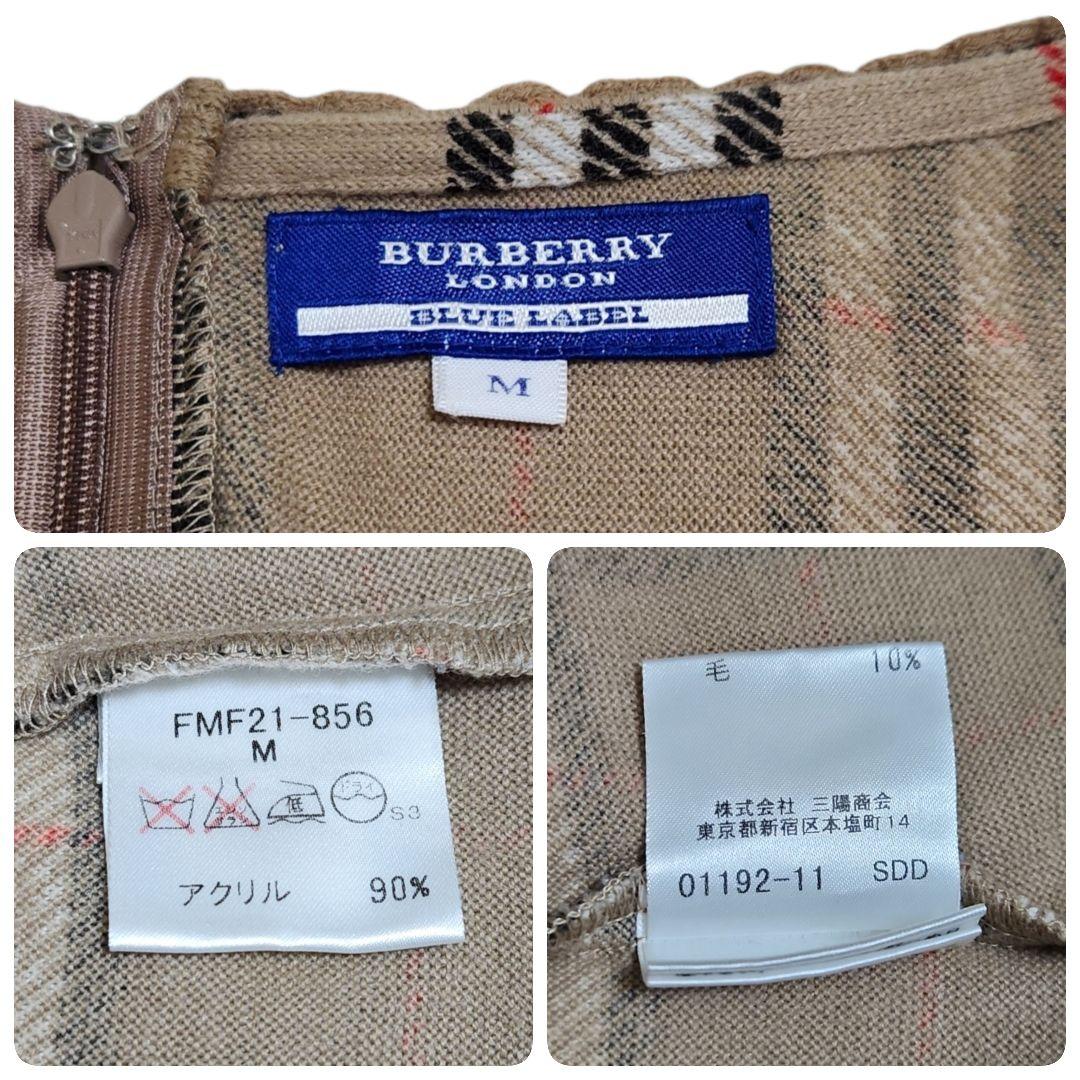 BURBERRY
LONDON
BLUE LABEL
M
FMF21-856
M
低
ドライ
S3
アクリル 90%
毛 10%
株式会社 三陽商会
東京都新宿区本塩町14
01192-11 SDD